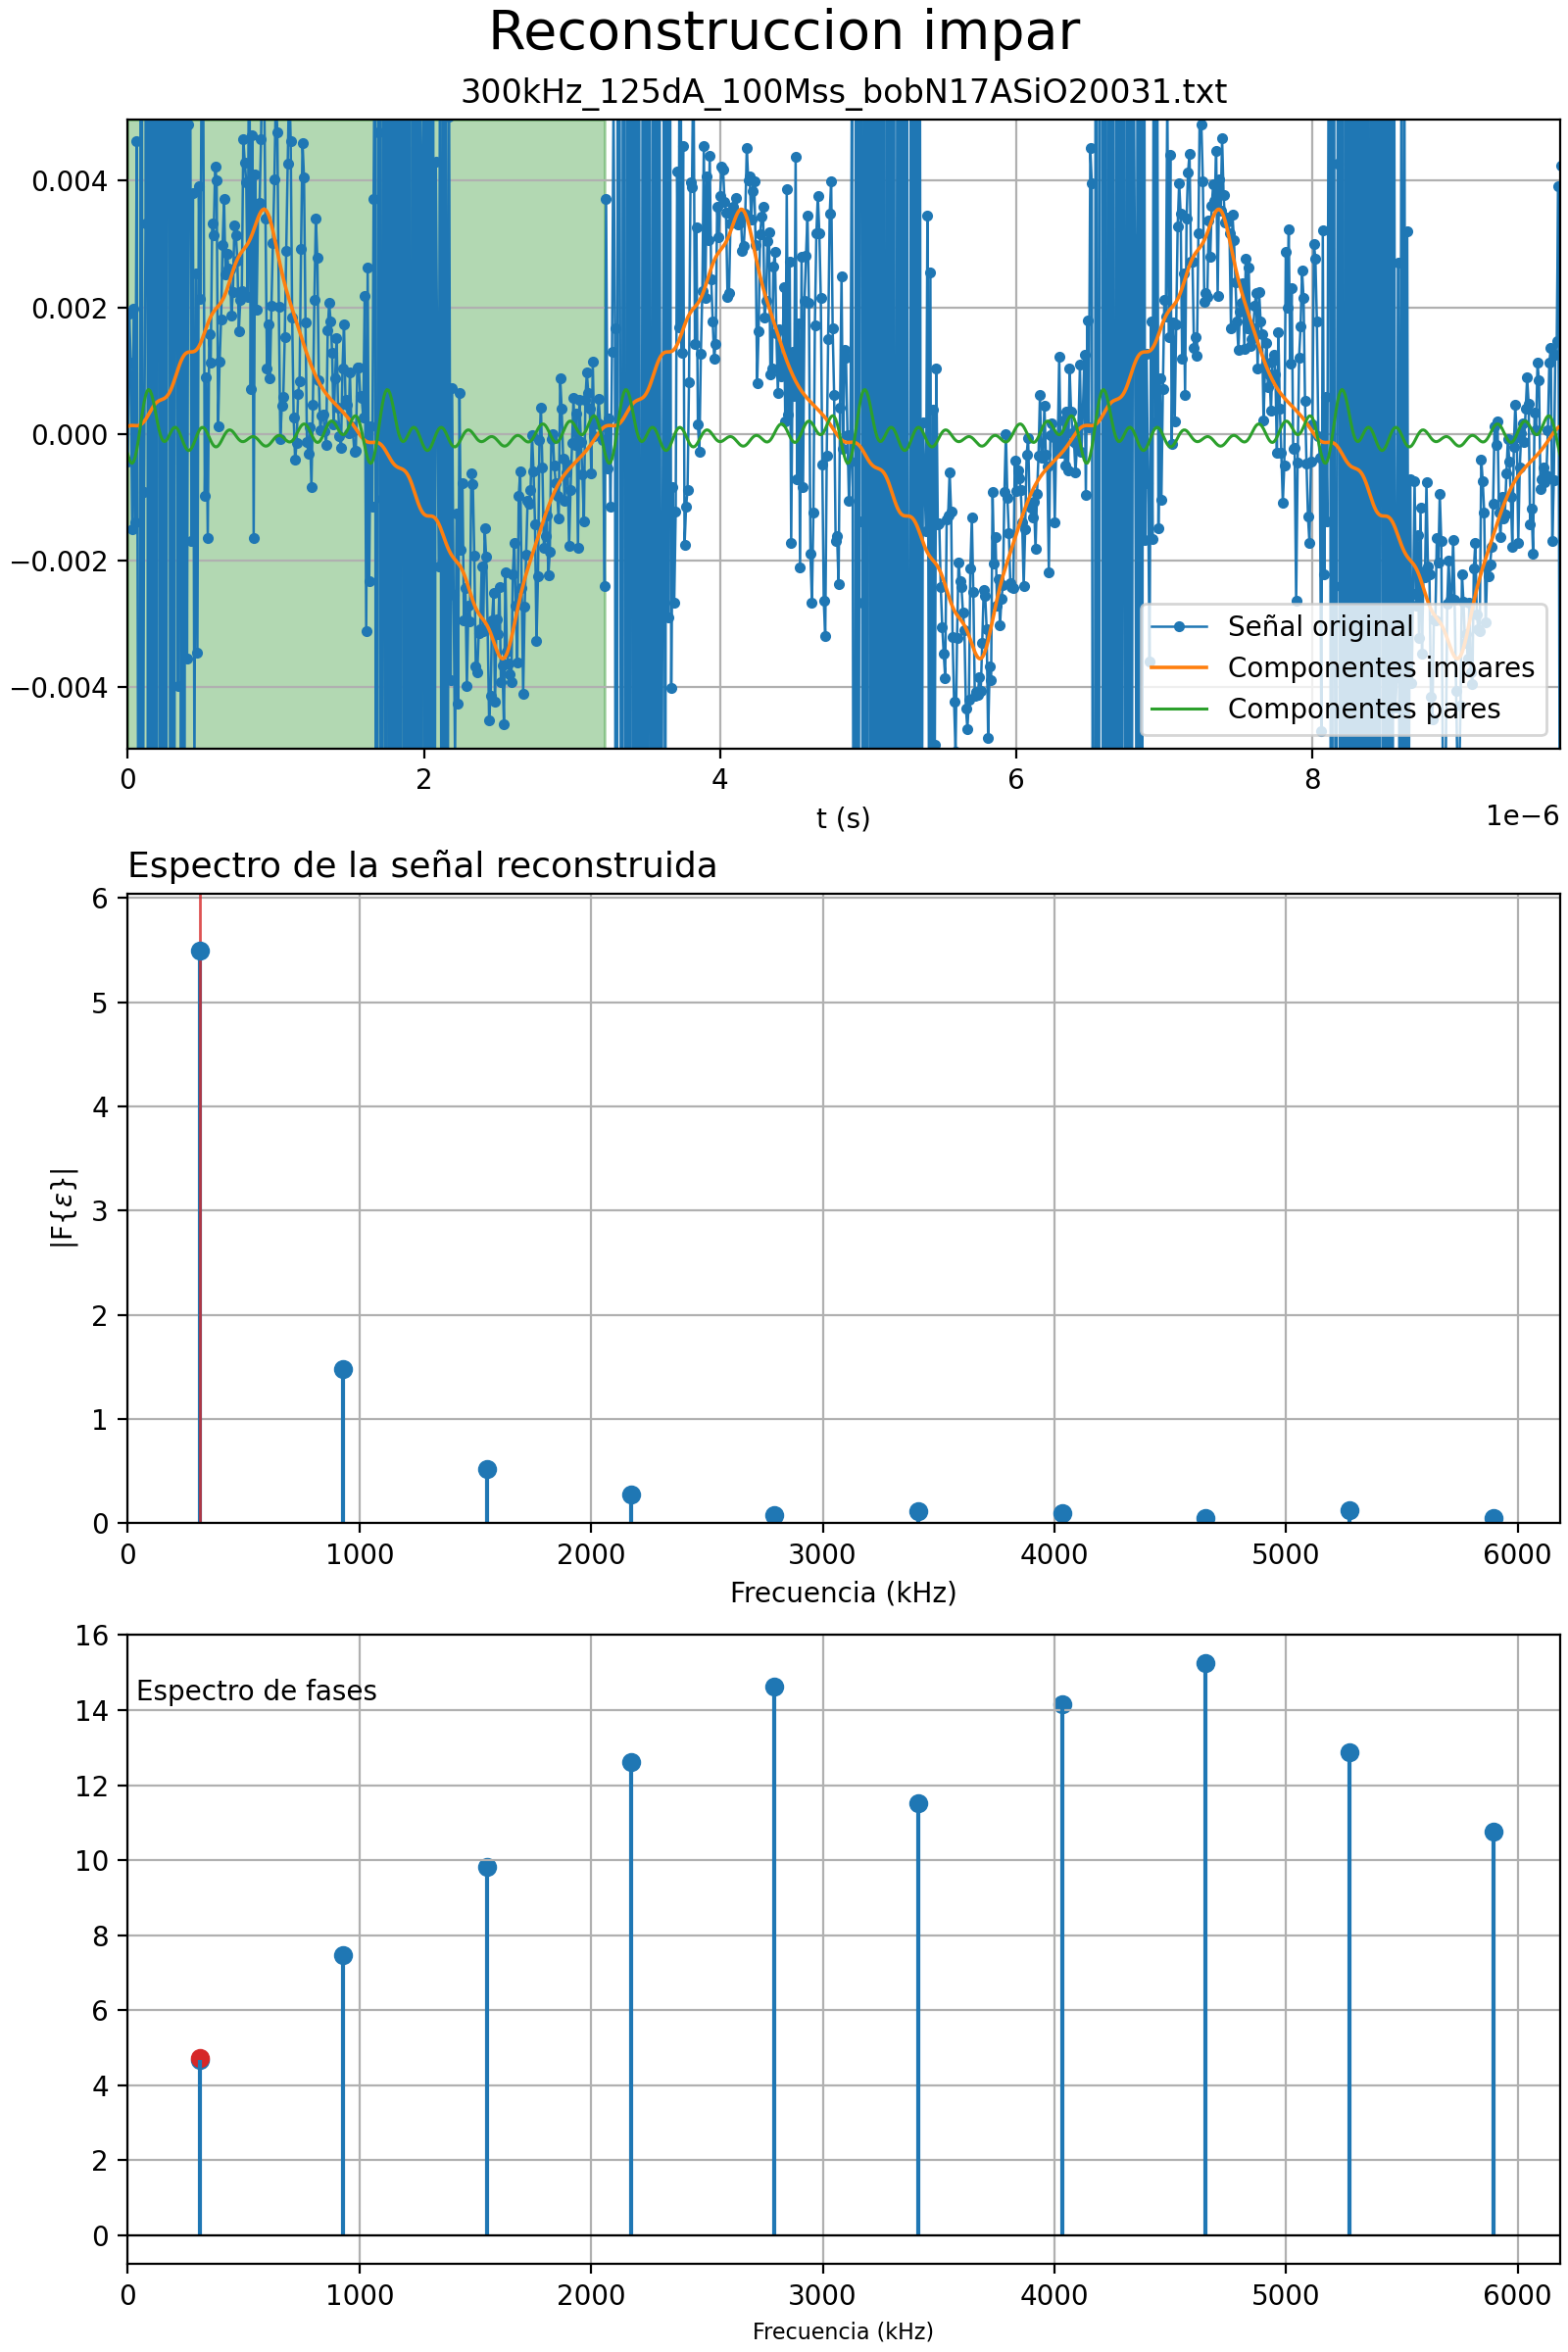 Reconstruccion impar
300kHz_125dA_100Mss_bobN17ASiO20031.txt
0.004
0.002
0.000
−0.002
−0.004
Señal original
Componentes impares
Componentes pares
0 2 4 6 8
1e−6
t (s)
Espectro de la señal reconstruida
6
5
4
3
2
1
0
|F{ε}|
0 1000 2000 3000 4000 5000 6000
Frecuencia (kHz)
16
Espectro de fases
14
12
10
8
6
4
2
0
0 1000 2000 3000 4000 5000 6000
Frecuencia (kHz)